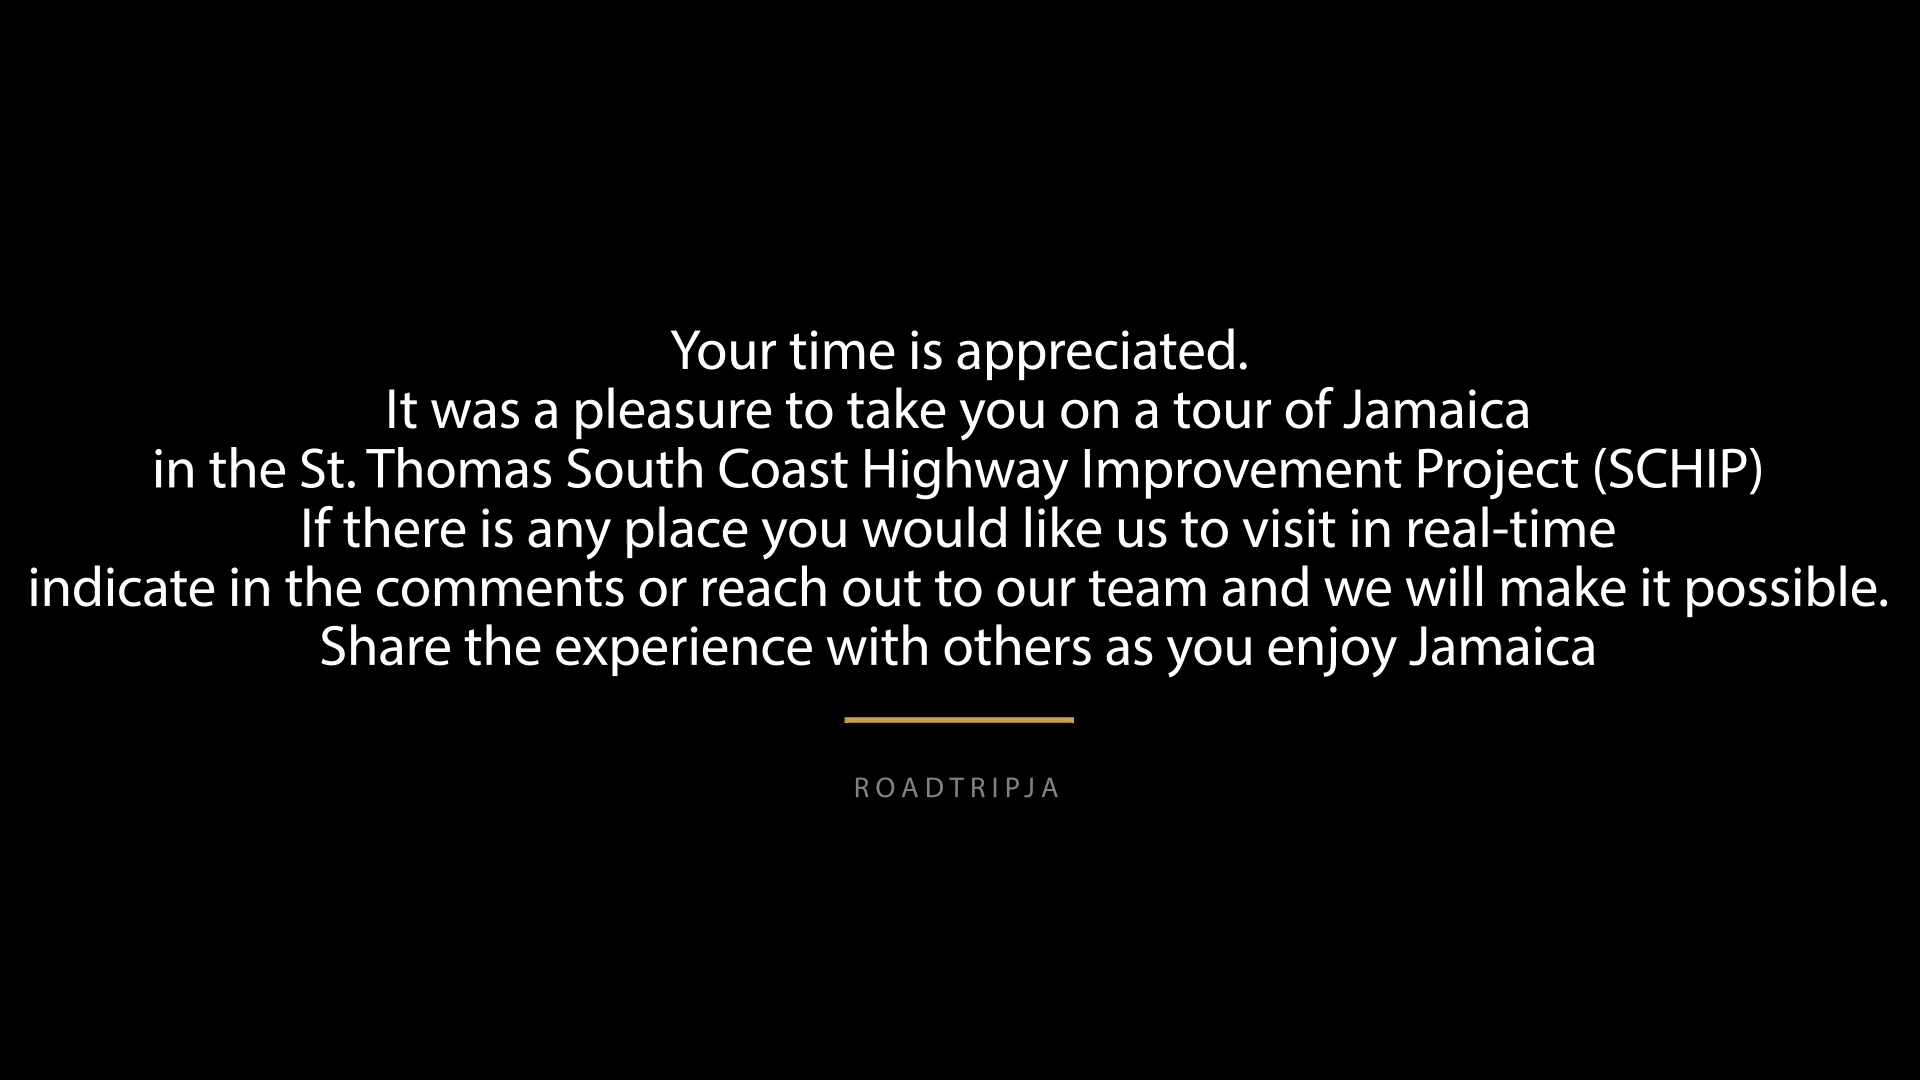 Your time is appreciated.
It was a pleasure to take you on a tour of Jamaica
in the St. Thomas South Coast Highway Improvement Project (SCHIP)
If there is any place you would like us to visit in real-time
indicate in the comments or reach out to our team and we will make it possible.
Share the experience with others as you enjoy Jamaica
ROADTRIPJA